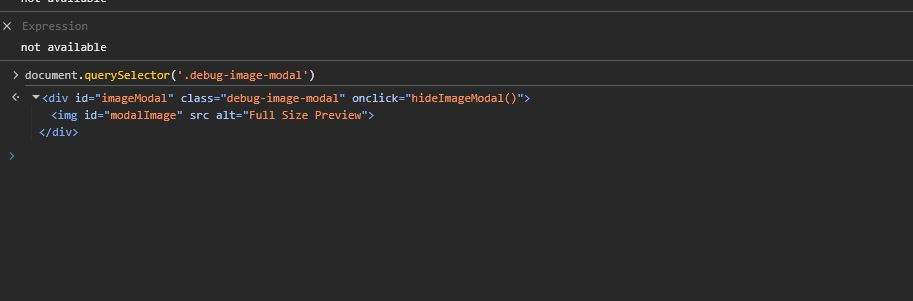 not available
Expression
not available
document.querySelector('.debug-image-modal')
<div id="imageModal" class="debug-image-modal" onclick="hideImageModal()">
<img id="modalImage" src alt="Full Size Preview">
</div>